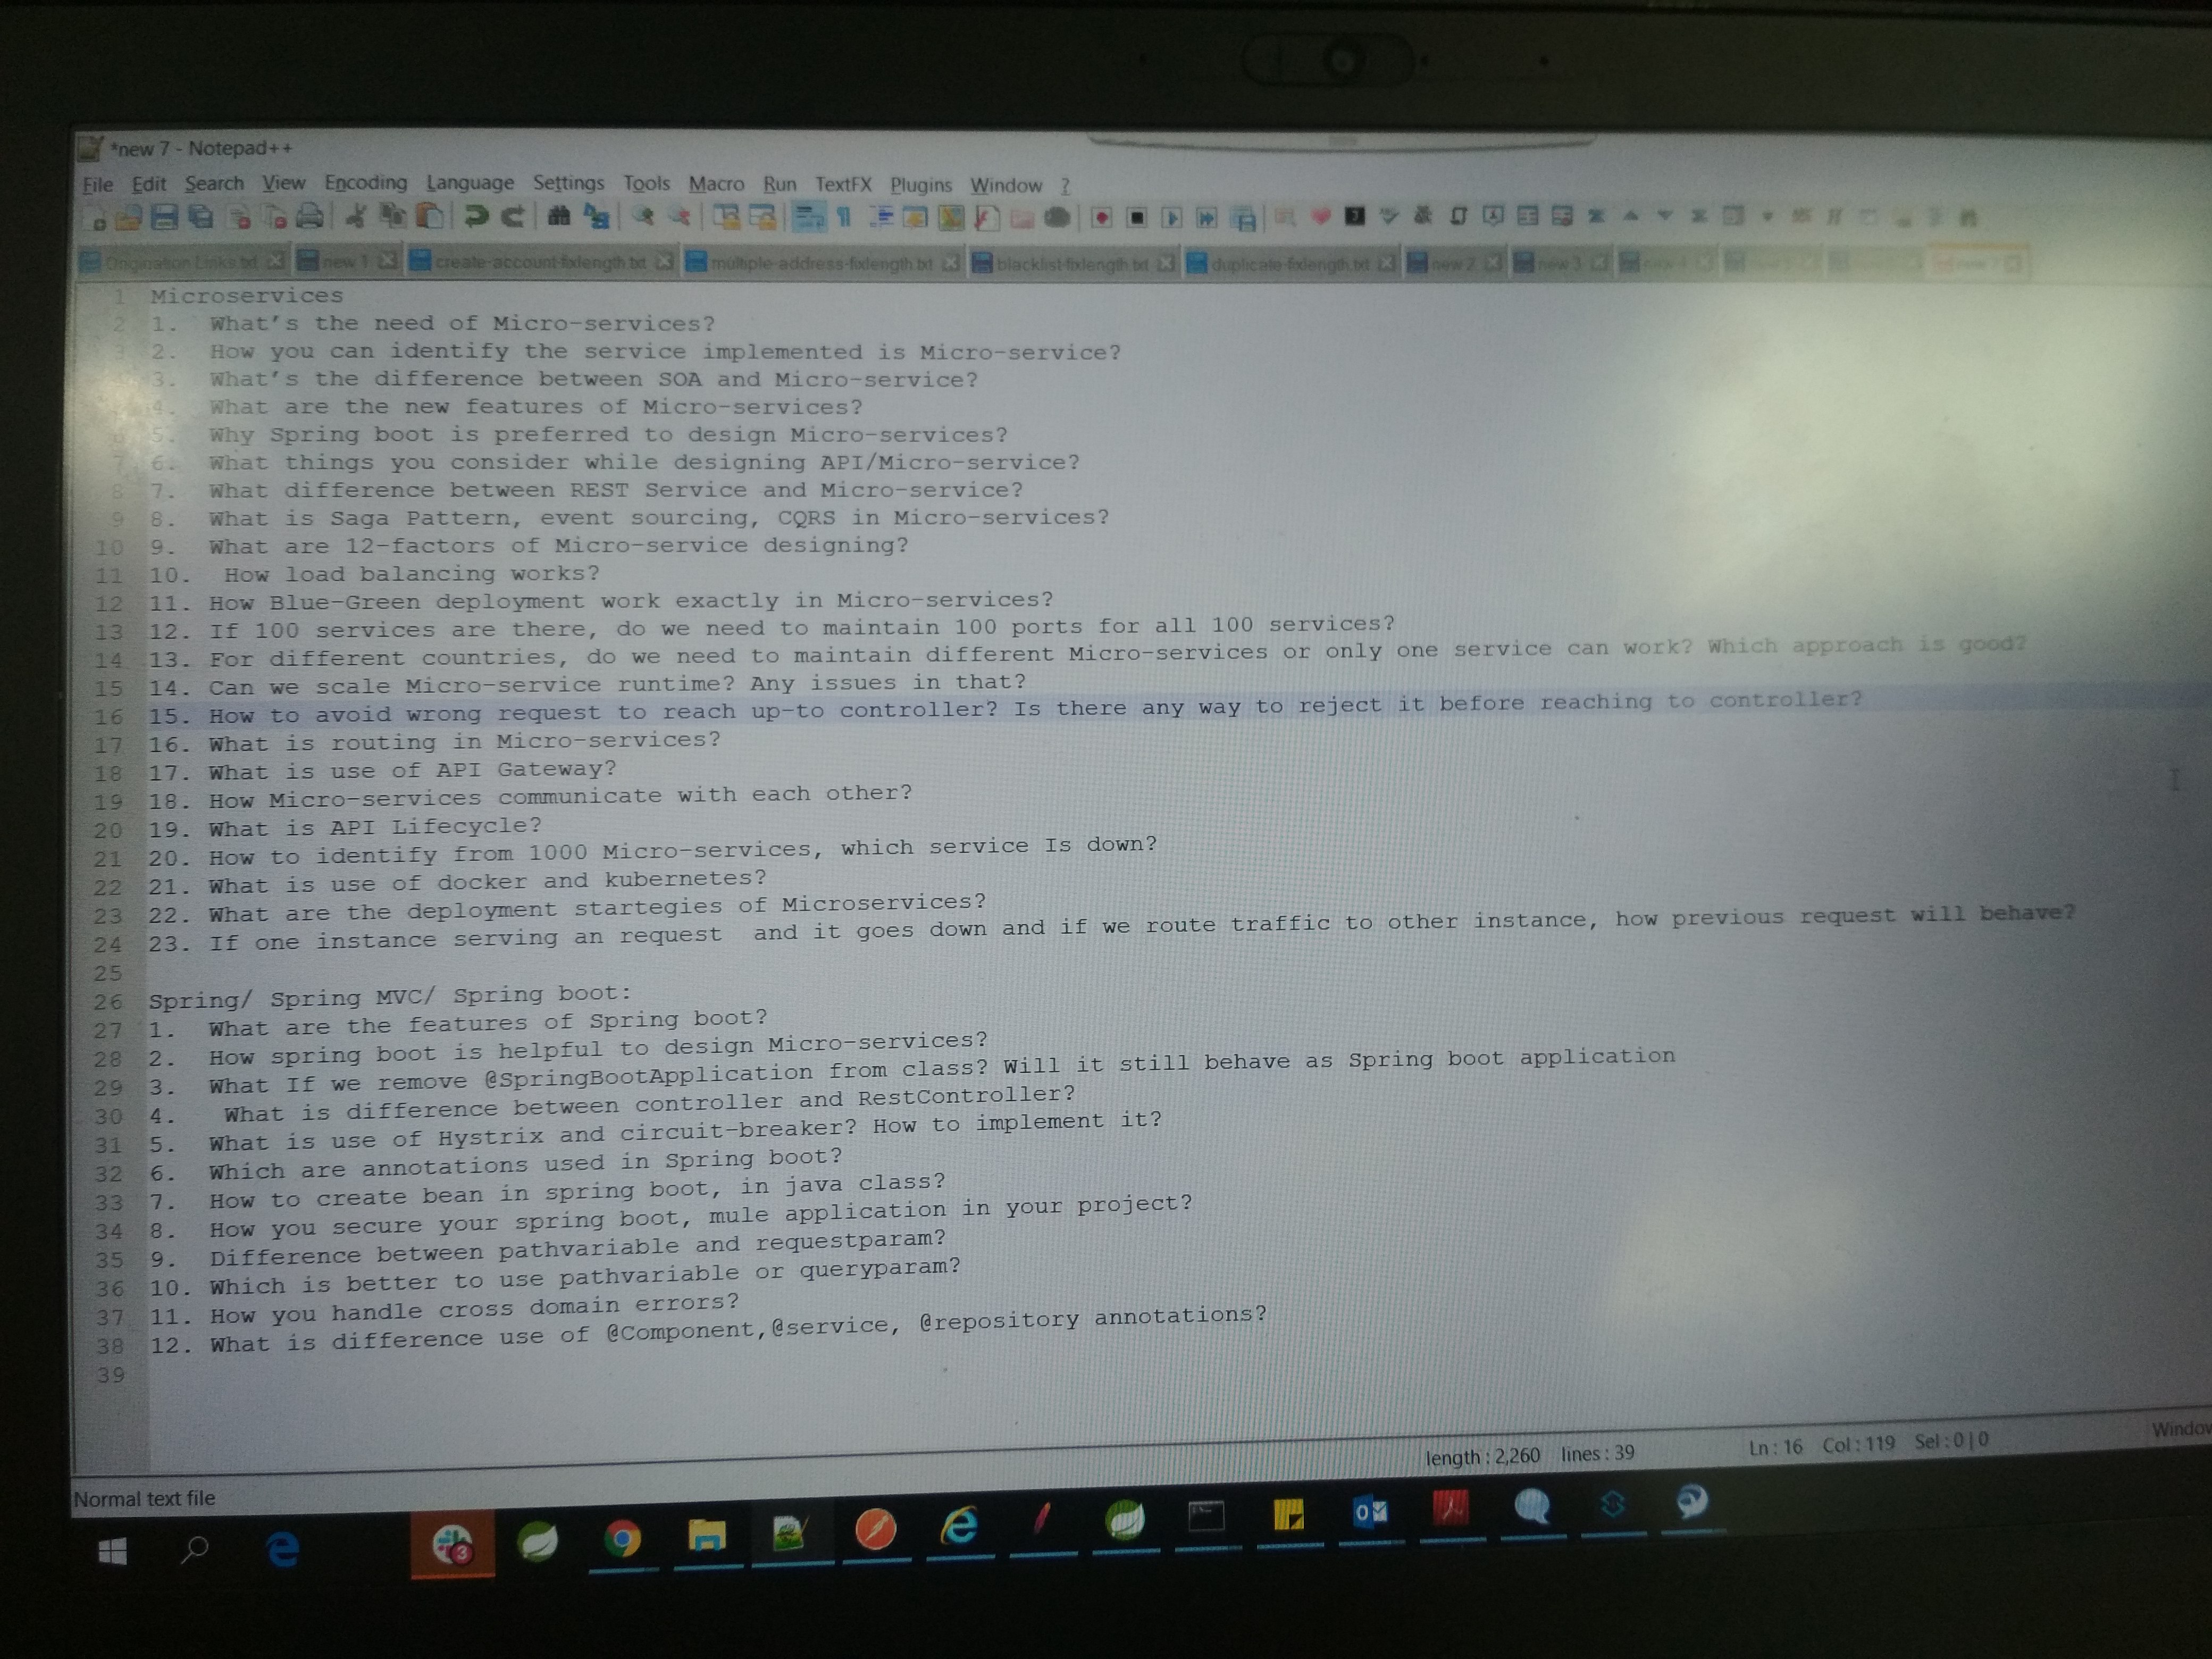 *new 7 - Notepad++
File Edit Search View Encoding Language Settings Tools Macro Run TextFX Plugins Window ?
Origination Links.txt new 1 create-account-fixlength.txt multiple-address-fixlength.txt blacklist-fixlength.txt duplicate-fixlength.txt new 2 new 3
1 Microservices
2 1. What's the need of Micro-services?
3 2. How you can identify the service implemented is Micro-service?
3. What's the difference between SOA and Micro-service?
4. What are the new features of Micro-services?
6 5. Why Spring boot is preferred to design Micro-services?
7 6. What things you consider while designing API/Micro-service?
8 7. What difference between REST Service and Micro-service?
9 8. What is Saga Pattern, event sourcing, CQRS in Micro-services?
10 9. What are 12-factors of Micro-service designing?
11 10. How load balancing works?
12 11. How Blue-Green deployment work exactly in Micro-services?
13 12. If 100 services are there, do we need to maintain 100 ports for all 100 services?
14 13. For different countries, do we need to maintain different Micro-services or only one service can work? Which approach is good?
15 14. Can we scale Micro-service runtime? Any issues in that?
16 15. How to avoid wrong request to reach up-to controller? Is there any way to reject it before reaching to controller?
17 16. What is routing in Micro-services?
18 17. What is use of API Gateway?
19 18. How Micro-services communicate with each other?
20 19. What is API Lifecycle?
21 20. How to identify from 1000 Micro-services, which service Is down?
22 21. What is use of docker and kubernetes?
23 22. What are the deployment startegies of Microservices?
24 23. If one instance serving an request and it goes down and if we route traffic to other instance, how previous request will behave?
25
26 Spring/ Spring MVC/ Spring boot:
27 1. What are the features of Spring boot?
28 2. How spring boot is helpful to design Micro-services?
29 3. What If we remove @SpringBootApplication from class? Will it still behave as Spring boot application
30 4. What is difference between controller and RestController?
31 5. What is use of Hystrix and circuit-breaker? How to implement it?
32 6. Which are annotations used in Spring boot?
33 7. How to create bean in spring boot, in java class?
34 8. How you secure your spring boot, mule application in your project?
35 9. Difference between pathvariable and requestparam?
36 10. Which is better to use pathvariable or queryparam?
37 11. How you handle cross domain errors?
38 12. What is difference use of @Component,@service, @repository annotations?
39
Normal text file length : 2,260 lines : 39 Ln : 16 Col : 119 Sel : 0 | 0
3